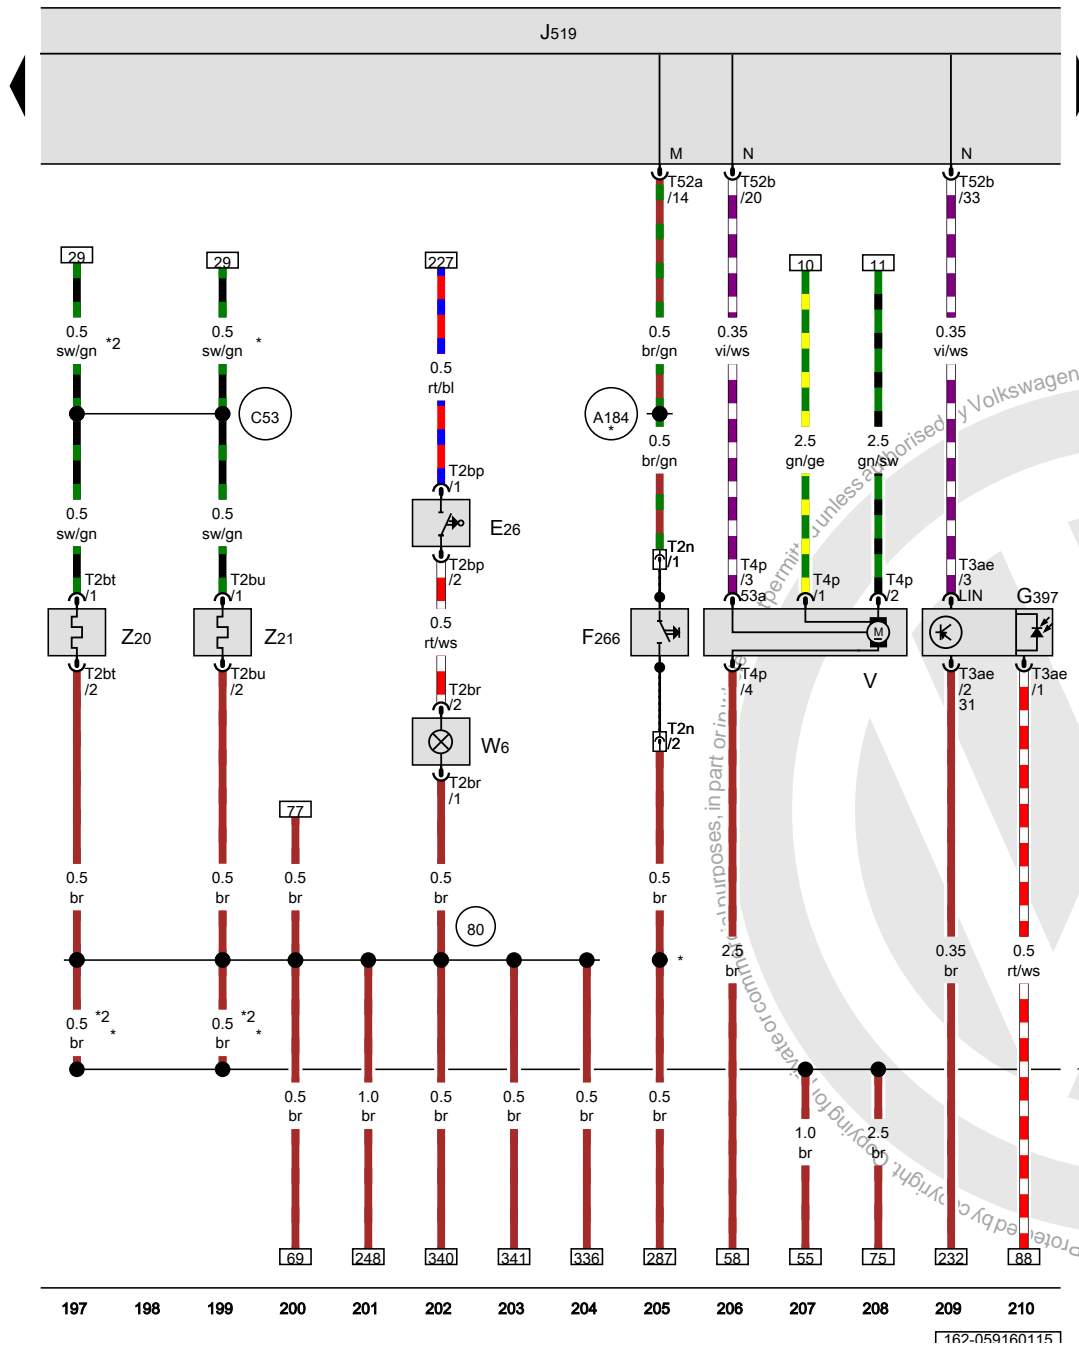 J519
M N N
T52a
/14
T52b
/20
T52b
/33
29 29 227 10 11
0.5
sw/gn
*2
0.5
sw/gn
*
0.5
rt/bl
0.5
br/gn
0.35
vi/ws
0.35
vi/ws
C53
A184
*
0.5
br/gn
2.5
gn/ge
2.5
gn/sw
0.5
sw/gn
0.5
sw/gn
T2bp
/1
E26
T2bp
/2
T2n
/1
T2bt
/1
T2bu
/1
T4p
/3
53a
T4p
/1
T4p
/2
T3ae
/3
LIN
G397
Z20
Z21
0.5
rt/ws
F266
M
V
T2bt
/2
T2bu
/2
T2br
/2
W6
T2br
/1
T2n
/2
T4p
/4
T3ae
/2
31
T3ae
/1
77
0.5
br
0.5
br
0.5
br
0.5
br
0.5
br
80
*
2.5
br
0.35
br
0.5
rt/ws
0.5
br
*2
*
0.5
br
*2
*
0.5
br
1.0
br
0.5
br
0.5
br
0.5
br
0.5
br
1.0
br
2.5
br
69 248 340 341 336 287 58 55 75 232 88
197 198 199 200 201 202 203 204 205 206 207 208 209 210
162-059160115